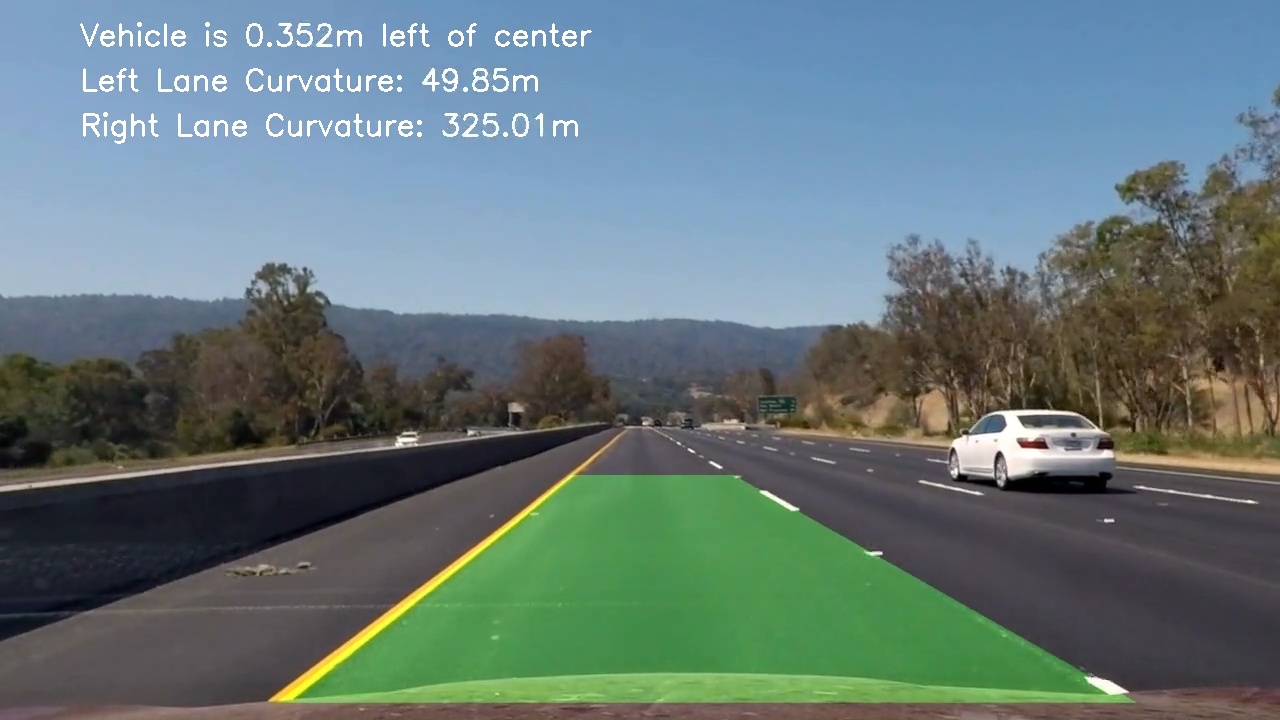 Vehicle is 0.352m left of center
Left Lane Curvature: 49.85m
Right Lane Curvature: 325.01m